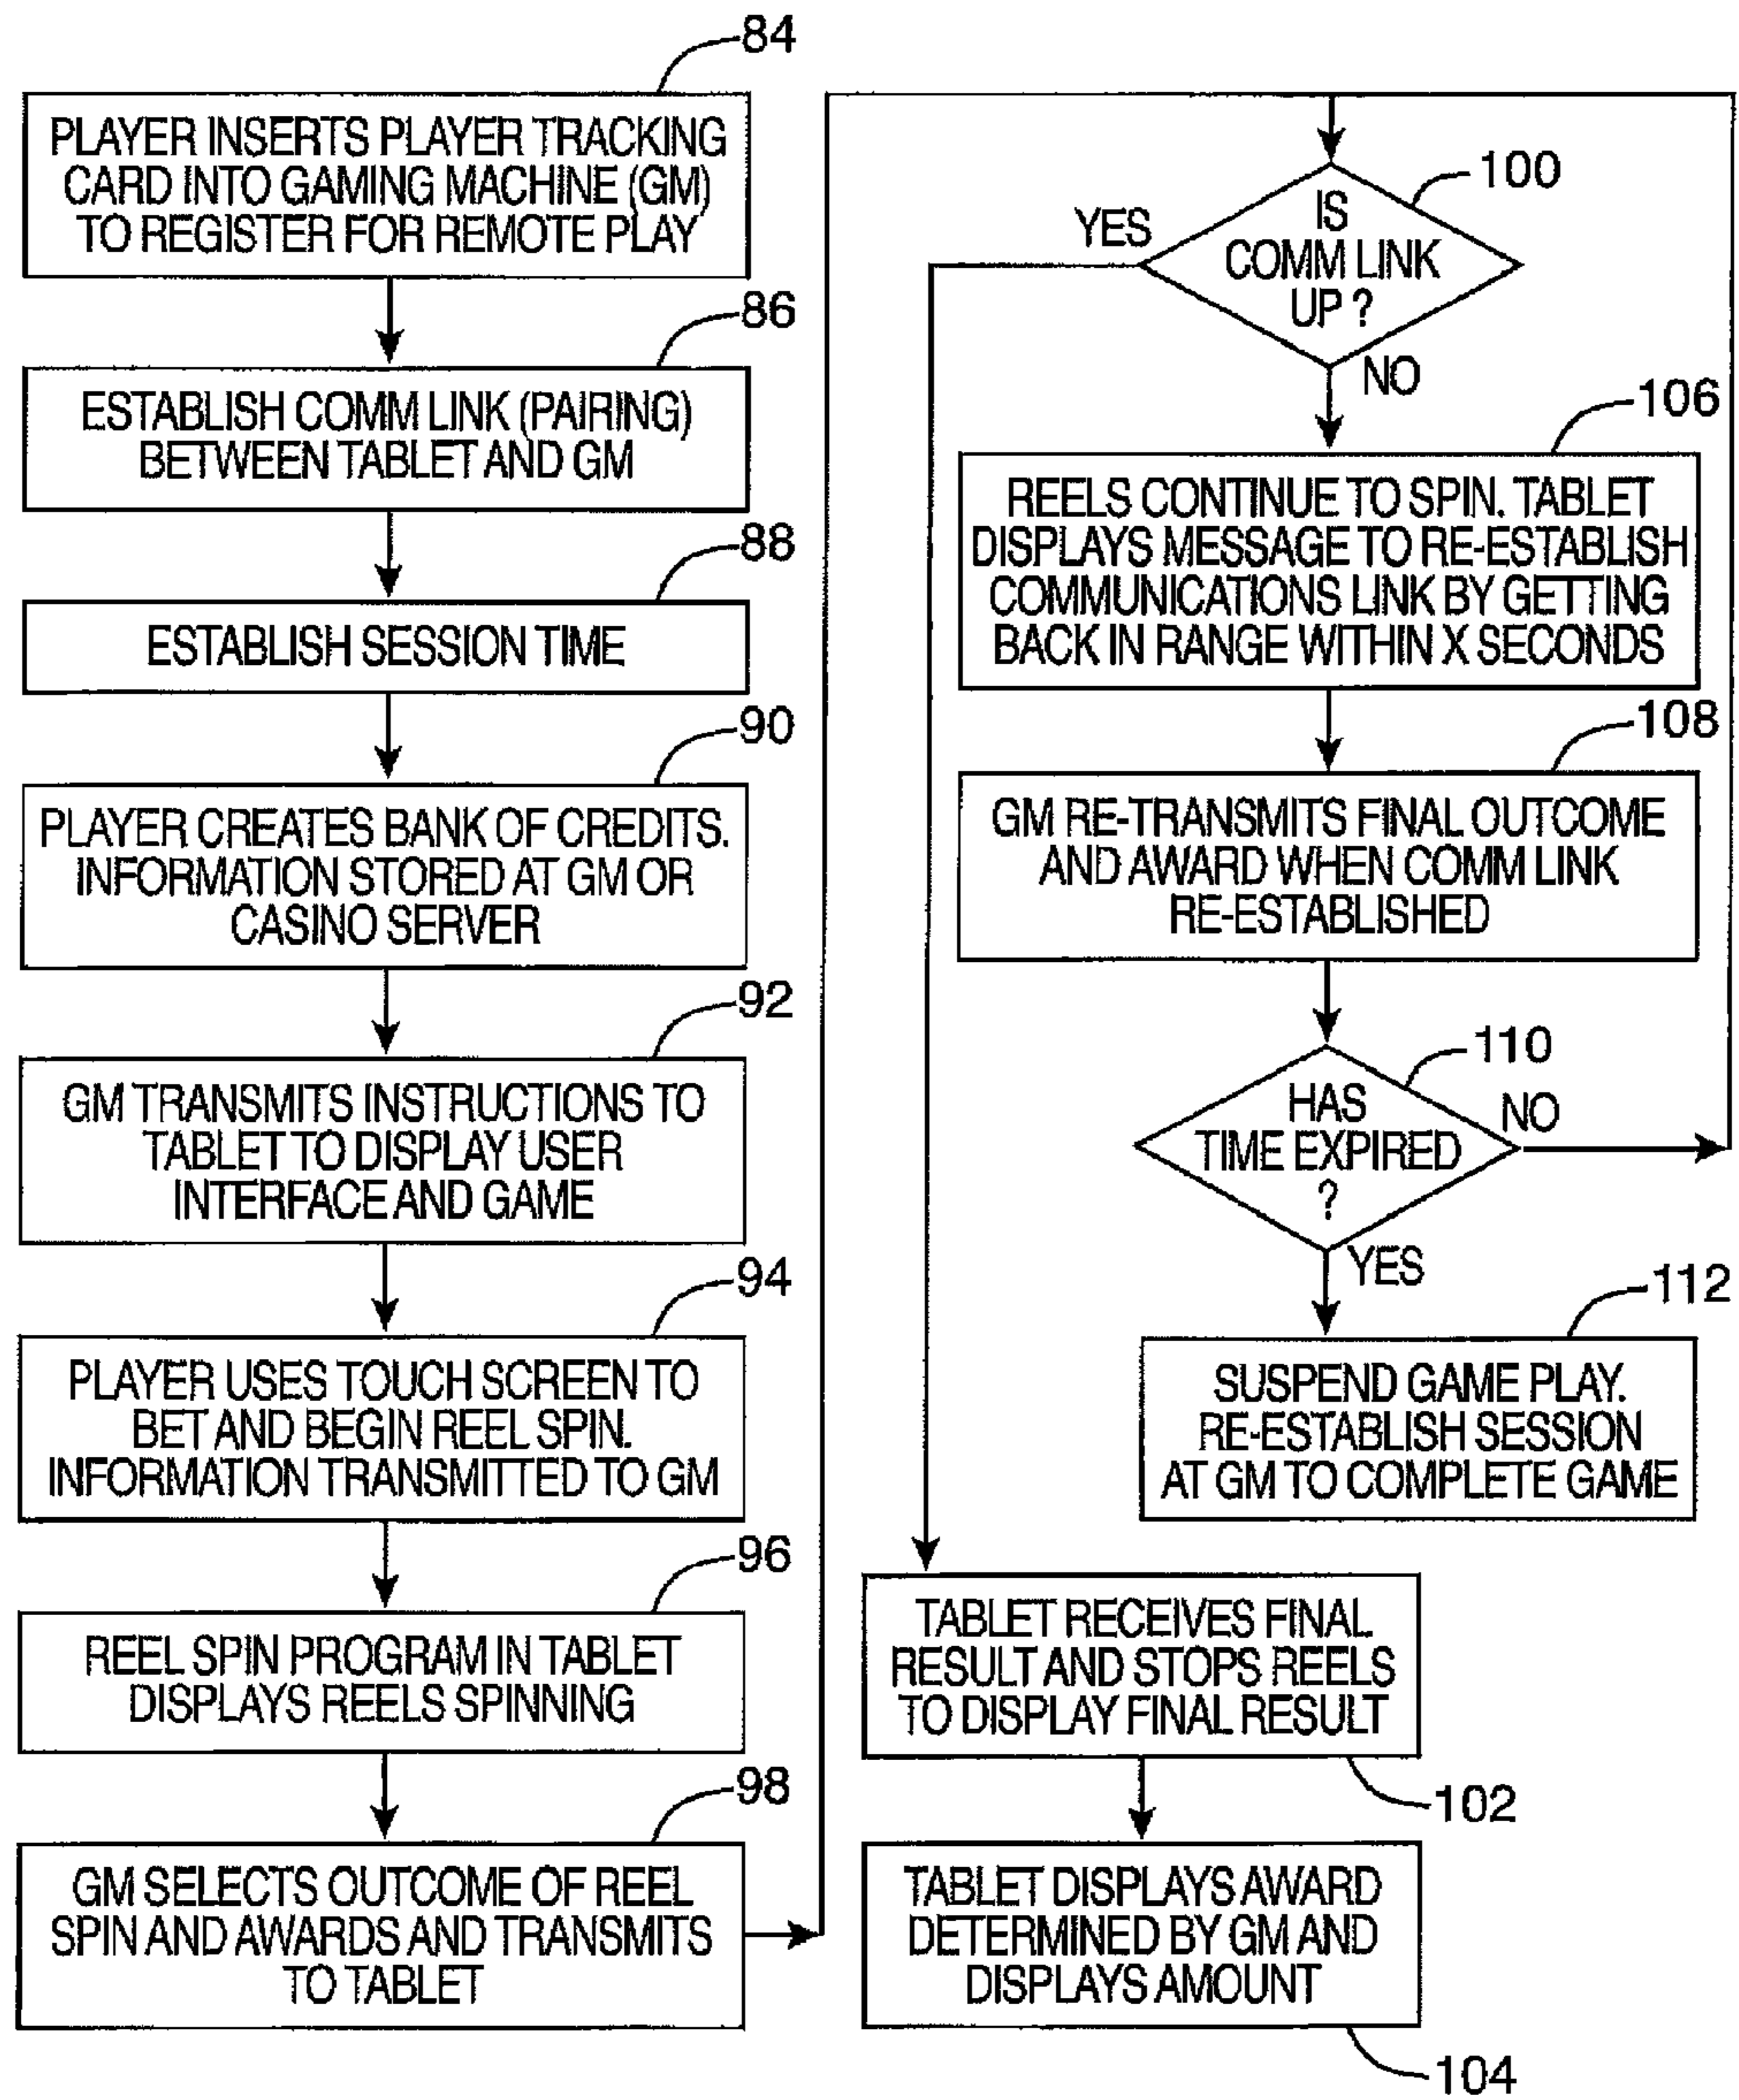 84
PLAYER INSERTS PLAYER TRACKING
CARD INTO GAMING MACHINE (GM)
TO REGISTER FOR REMOTE PLAY
86
ESTABLISH COMM LINK (PAIRING)
BETWEEN TABLET AND GM
88
ESTABLISH SESSION TIME
90
PLAYER CREATES BANK OF CREDITS.
INFORMATION STORED AT GM OR
CASINO SERVER
92
GM TRANSMITS INSTRUCTIONS TO
TABLET TO DISPLAY USER
INTERFACE AND GAME
94
PLAYER USES TOUCH SCREEN TO
BET AND BEGIN REEL SPIN.
INFORMATION TRANSMITTED TO GM
96
REEL SPIN PROGRAM IN TABLET
DISPLAYS REELS SPINNING
98
GM SELECTS OUTCOME OF REEL
SPIN AND AWARDS AND TRANSMITS
TO TABLET
100
IS
COMM LINK
UP ?
YES
NO
106
REELS CONTINUE TO SPIN. TABLET
DISPLAYS MESSAGE TO RE-ESTABLISH
COMMUNICATIONS LINK BY GETTING
BACK IN RANGE WITHIN X SECONDS
108
GM RE-TRANSMITS FINAL OUTCOME
AND AWARD WHEN COMM LINK
RE-ESTABLISHED
110
HAS
TIME EXPIRED
?
NO
YES
112
SUSPEND GAME PLAY.
RE-ESTABLISH SESSION
AT GM TO COMPLETE GAME
TABLET RECEIVES FINAL
RESULT AND STOPS REELS
TO DISPLAY FINAL RESULT
102
TABLET DISPLAYS AWARD
DETERMINED BY GM AND
DISPLAYS AMOUNT
104